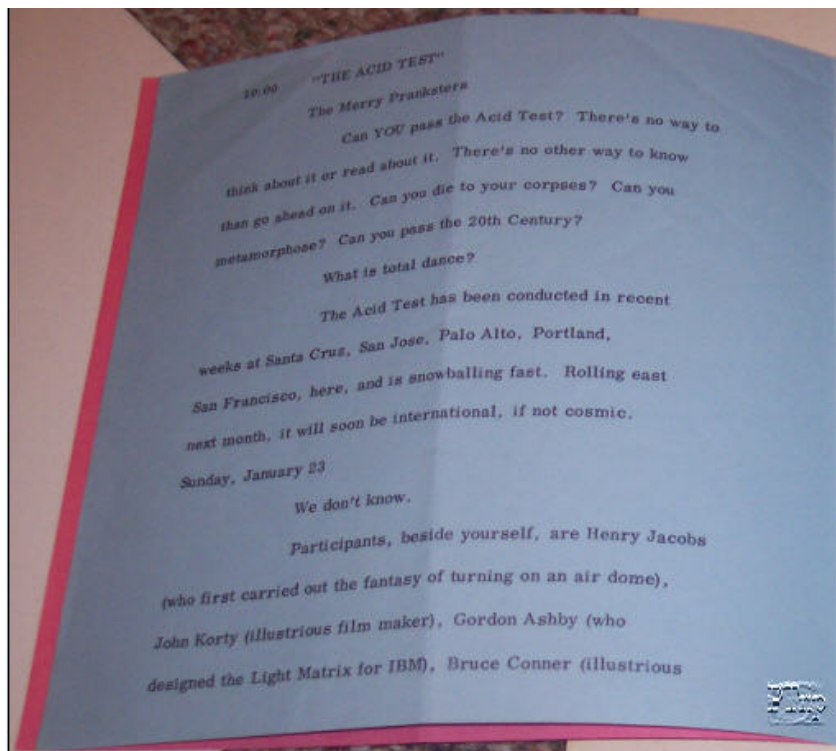 10:00 "THE ACID TEST"
The Merry Pranksters
Can YOU pass the Acid Test? There's no way to
think about it or read about it. There's no other way to know
than go ahead on it. Can you die to your corpses? Can you
metamorphose? Can you pass the 20th Century?
What is total dance?
The Acid Test has been conducted in recent
weeks at Santa Cruz, San Jose, Palo Alto, Portland,
San Francisco, here, and is snowballing fast. Rolling east
next month, it will soon be international, if not cosmic.
Sunday, January 23
We don't know.
Participants, beside yourself, are Henry Jacobs
(who first carried out the fantasy of turning on an air dome),
John Korty (illustrious film maker), Gordon Ashby (who
designed the Light Matrix for IBM), Bruce Conner (illustrious